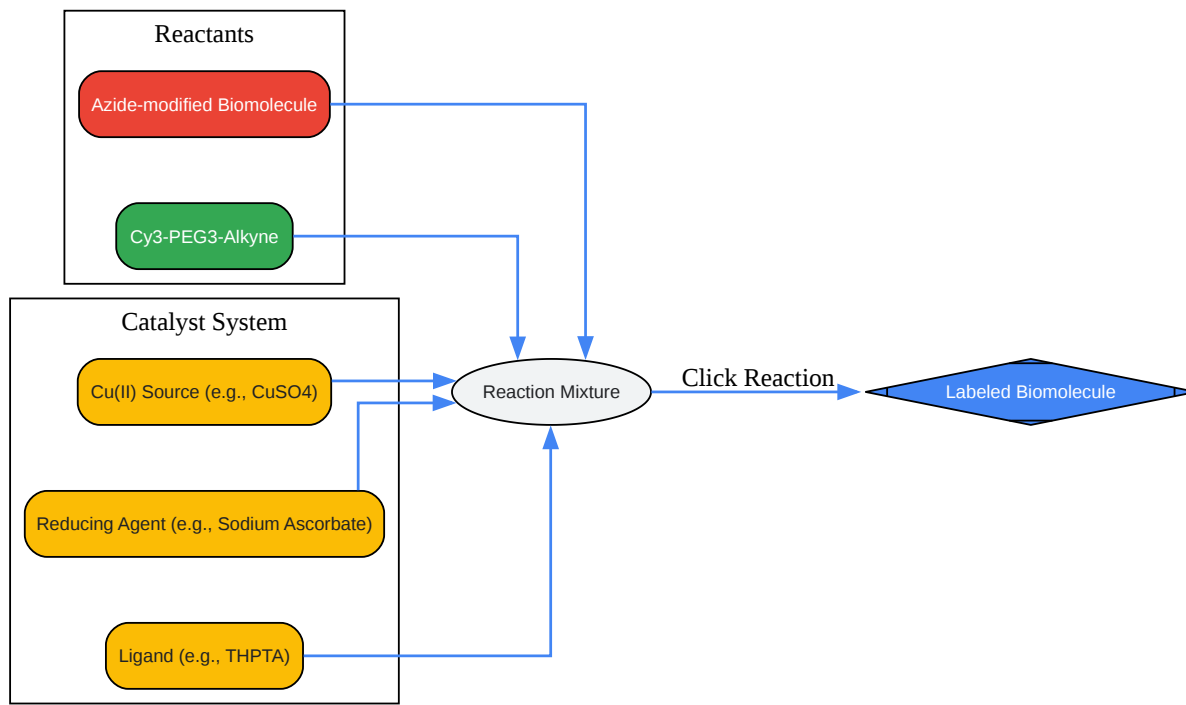 Reactants
Azide-modified Biomolecule
Cy3-PEG3-Alkyne
Catalyst System
Cu(II) Source (e.g., CuSO4)
Reducing Agent (e.g., Sodium Ascorbate)
Ligand (e.g., THPTA)
Reaction Mixture
Click Reaction
Labeled Biomolecule